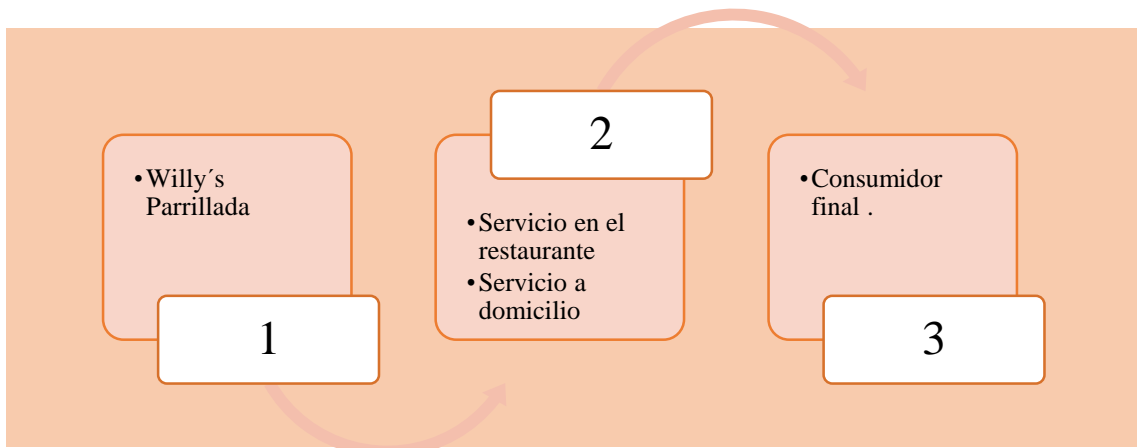 •Willy´s
Parrillada
1
2
•Servicio en el
restaurante
•Servicio a
domicilio
•Consumidor
final .
3